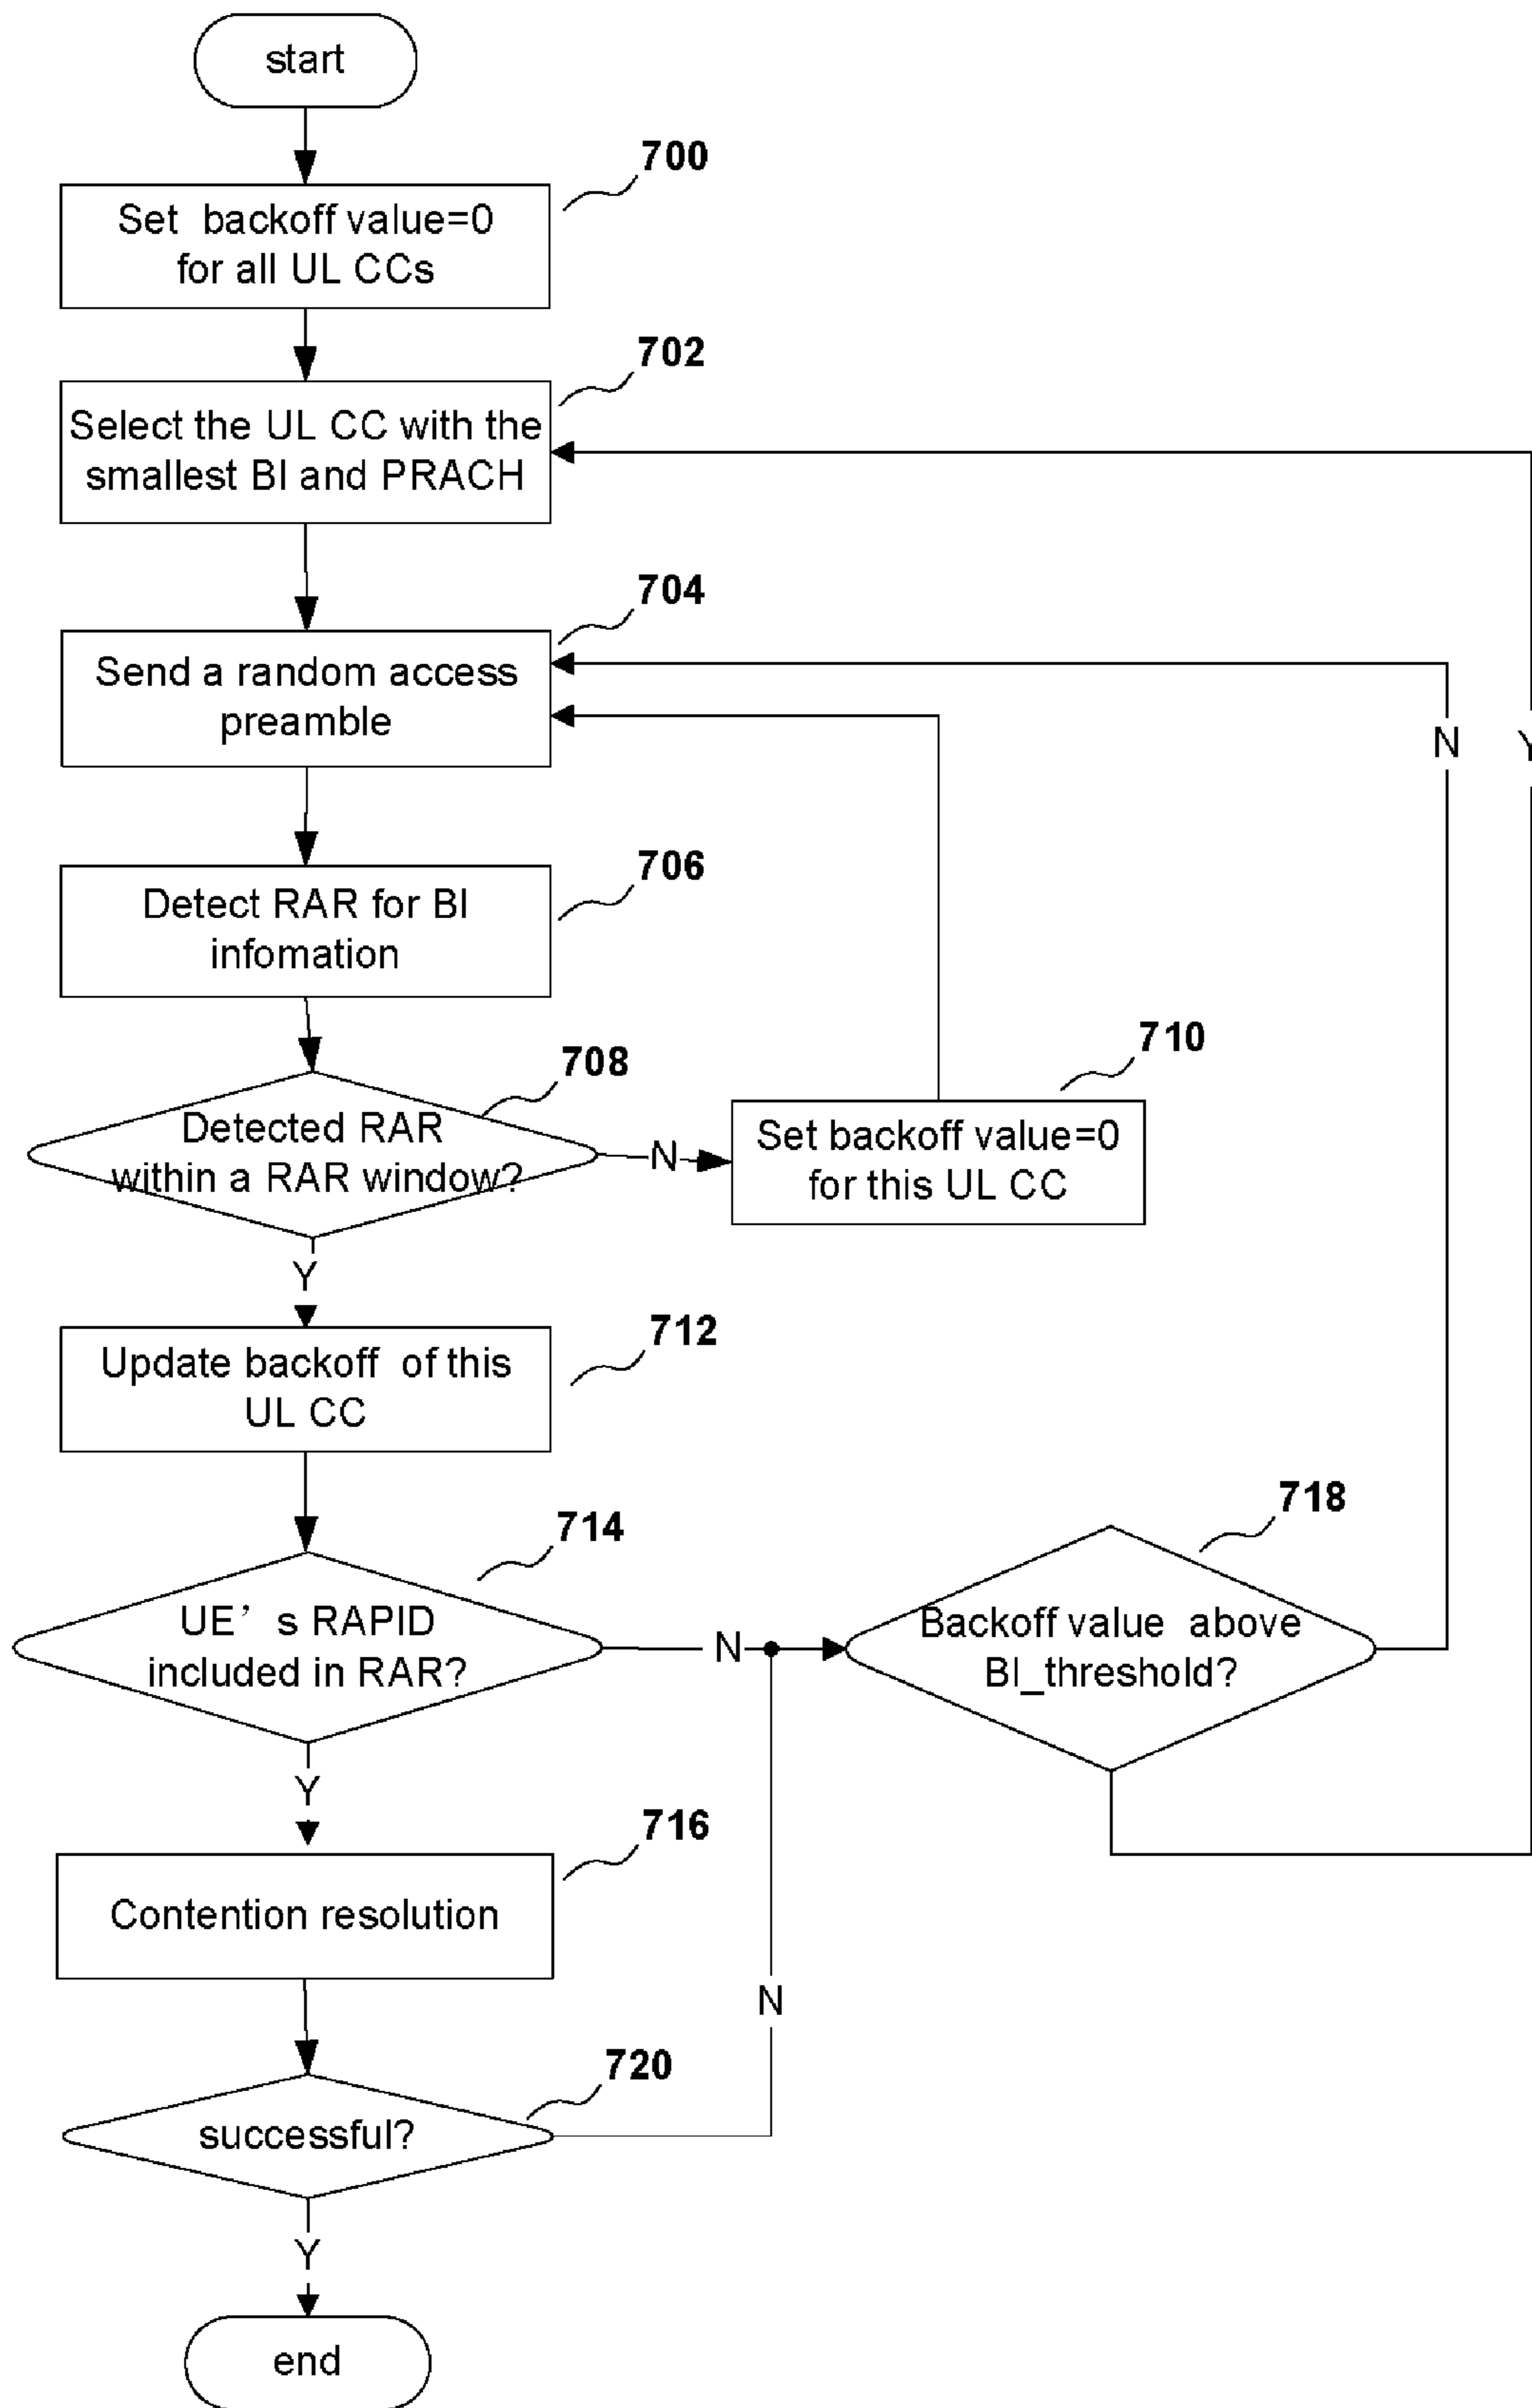 start
700
Set backoff value=0
for all UL CCs
702
Select the UL CC with the
smallest BI and PRACH
704
Send a random access
preamble
N
Y
706
Detect RAR for BI
infomation
708
Detected RAR
within a RAR window?
N
710
Set backoff value=0
for this UL CC
Y
712
Update backoff of this
UL CC
714
UE’s RAPID
included in RAR?
N
718
Backoff value above
BI_threshold?
Y
716
Contention resolution
N
720
successful?
Y
end